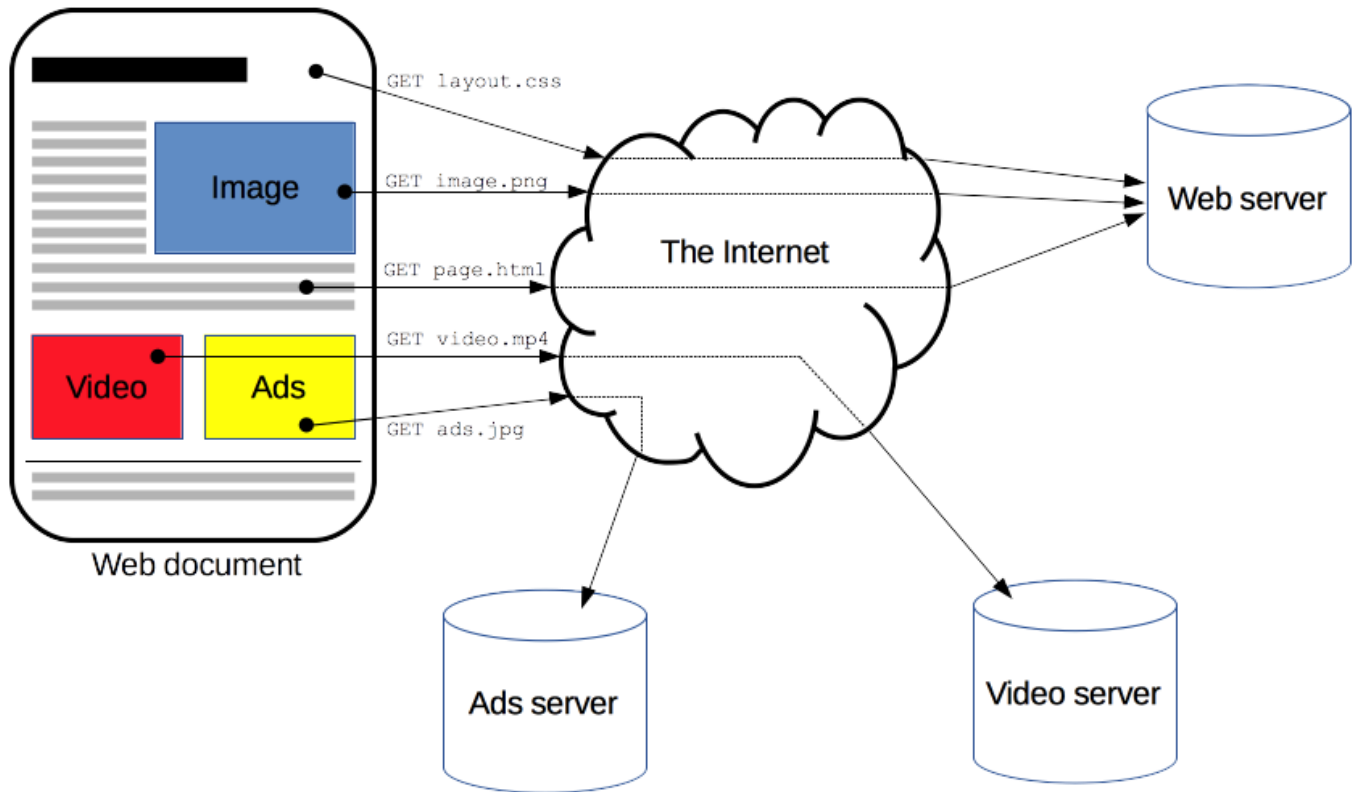 GET layout.css
Image
GET image.png
Web server
The Internet
GET page.html
GET video.mp4
Video
Ads
GET ads.jpg
Web document
Ads server
Video server